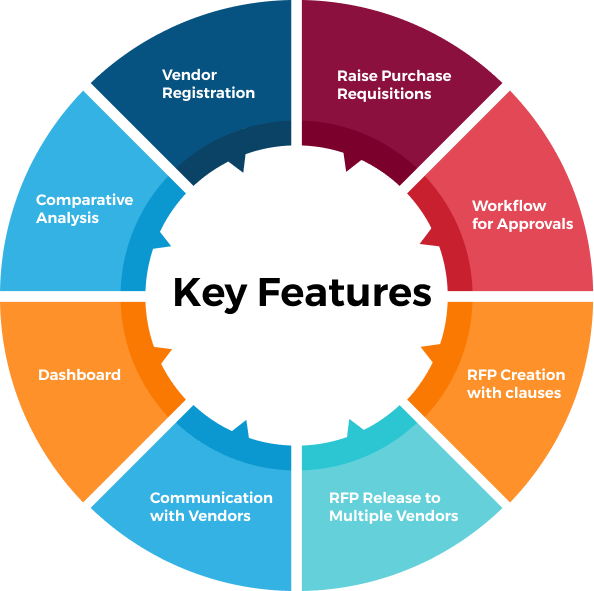 Vendor
Registration
Raise Purchase
Requisitions
Comparative
Analysis
Workflow
for Approvals
Key Features
Dashboard
RFP Creation
with clauses
Communication
with Vendors
RFP Release to
Multiple Vendors